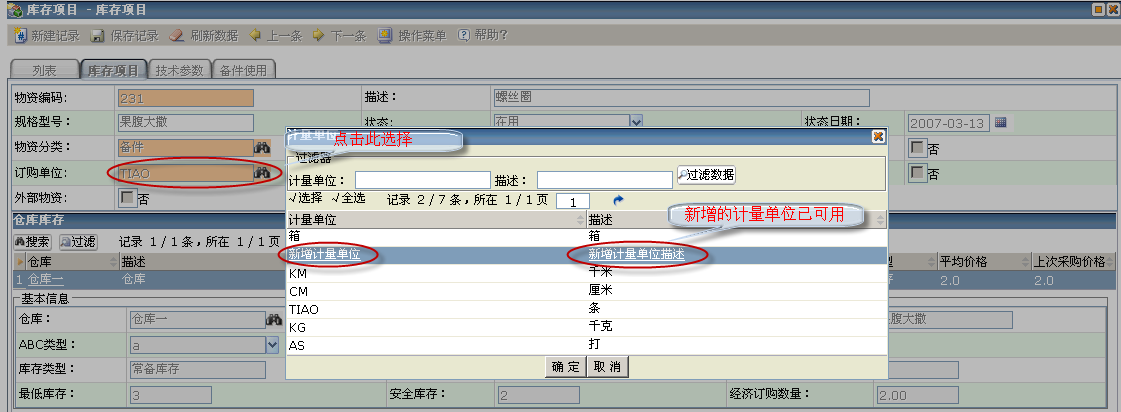 库存项目 - 库存项目
新建记录 保存记录 刷新数据 上一条 下一条 操作菜单 帮助?
列表 库存项目 技术参数 备件使用
物资编码: 231 描述: 螺丝圈
规格型号: 果腹大撒 状态: 在用 状态日期: 2007-03-13
物资分类: 备件 否
订购单位: TIAO 否
外部物资: 否
点击此选择
计量单位
过滤器
计量单位: 描述: 过滤数据
√选择 √全选 记录 2 / 7 条，所在 1 / 1 页 1
新增的计量单位已可用
计量单位 描述
箱 箱
新增计量单位 新增计量单位描述
KM 千米
CM 厘米
TIAO 条
KG 千克
AS 打
确 定 取 消
仓库库存
搜索 过滤 记录 1 / 1 条，所在 1 / 1 页
仓库 描述 型 平均价格 上次采购价格
1 仓库一 仓库 2.0 2.0
基本信息
仓库: 仓库一 果腹大撒
ABC类型: a
库存类型: 常备库存
最低库存: 3 安全库存: 2 经济订购数量: 2.00